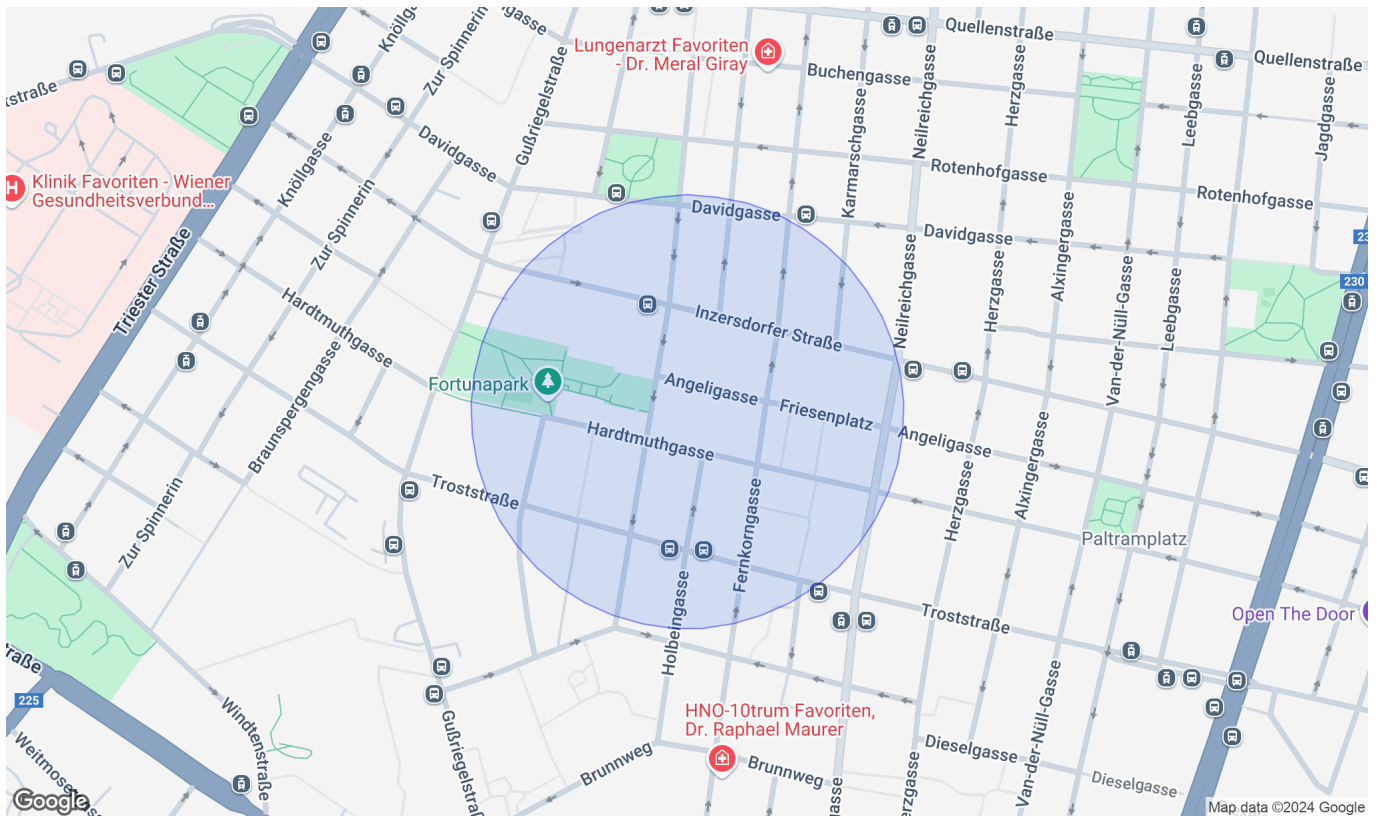 Knöllgasse
Zur Spinnerin
Gußriegelstraße
Lungenarzt Favoriten
- Dr. Meral Giray
Buchengasse
Quellenstraße
Quellenstraße
Neilreichgasse
Herzgasse
Karmarschgasse
Leebgasse
Jagdgasse
Davidgasse
Rotenhofgasse
Rotenhofgasse
H
Klinik Favoriten - Wiener
Gesundheitsverbund...
Knöllgasse
Zur Spinnerin
Triester Straße
Davidgasse
Davidgasse
Alxingergasse
Van-der-Nüll-Gasse
Leebgasse
230
Hardtmuthgasse
Inzersdorfer Straße
Neilreichgasse
Herzgasse
Fortunapark
Angeligasse
Friesenplatz
Angeligasse
Braunspergengasse
Hardtmuthgasse
Alxingergasse
Troststraße
Fernkorngasse
Herzgasse
Paltramplatz
Zur Spinnerin
Holbeingasse
Troststraße
Open The Door
225
Windtenstraße
HNO-10trum Favoriten,
Dr. Raphael Maurer
Van-der-Nüll-Gasse
Brunnweg
Brunnweg
Dieselgasse
Dieselgasse
Google
Map data ©2024 Google